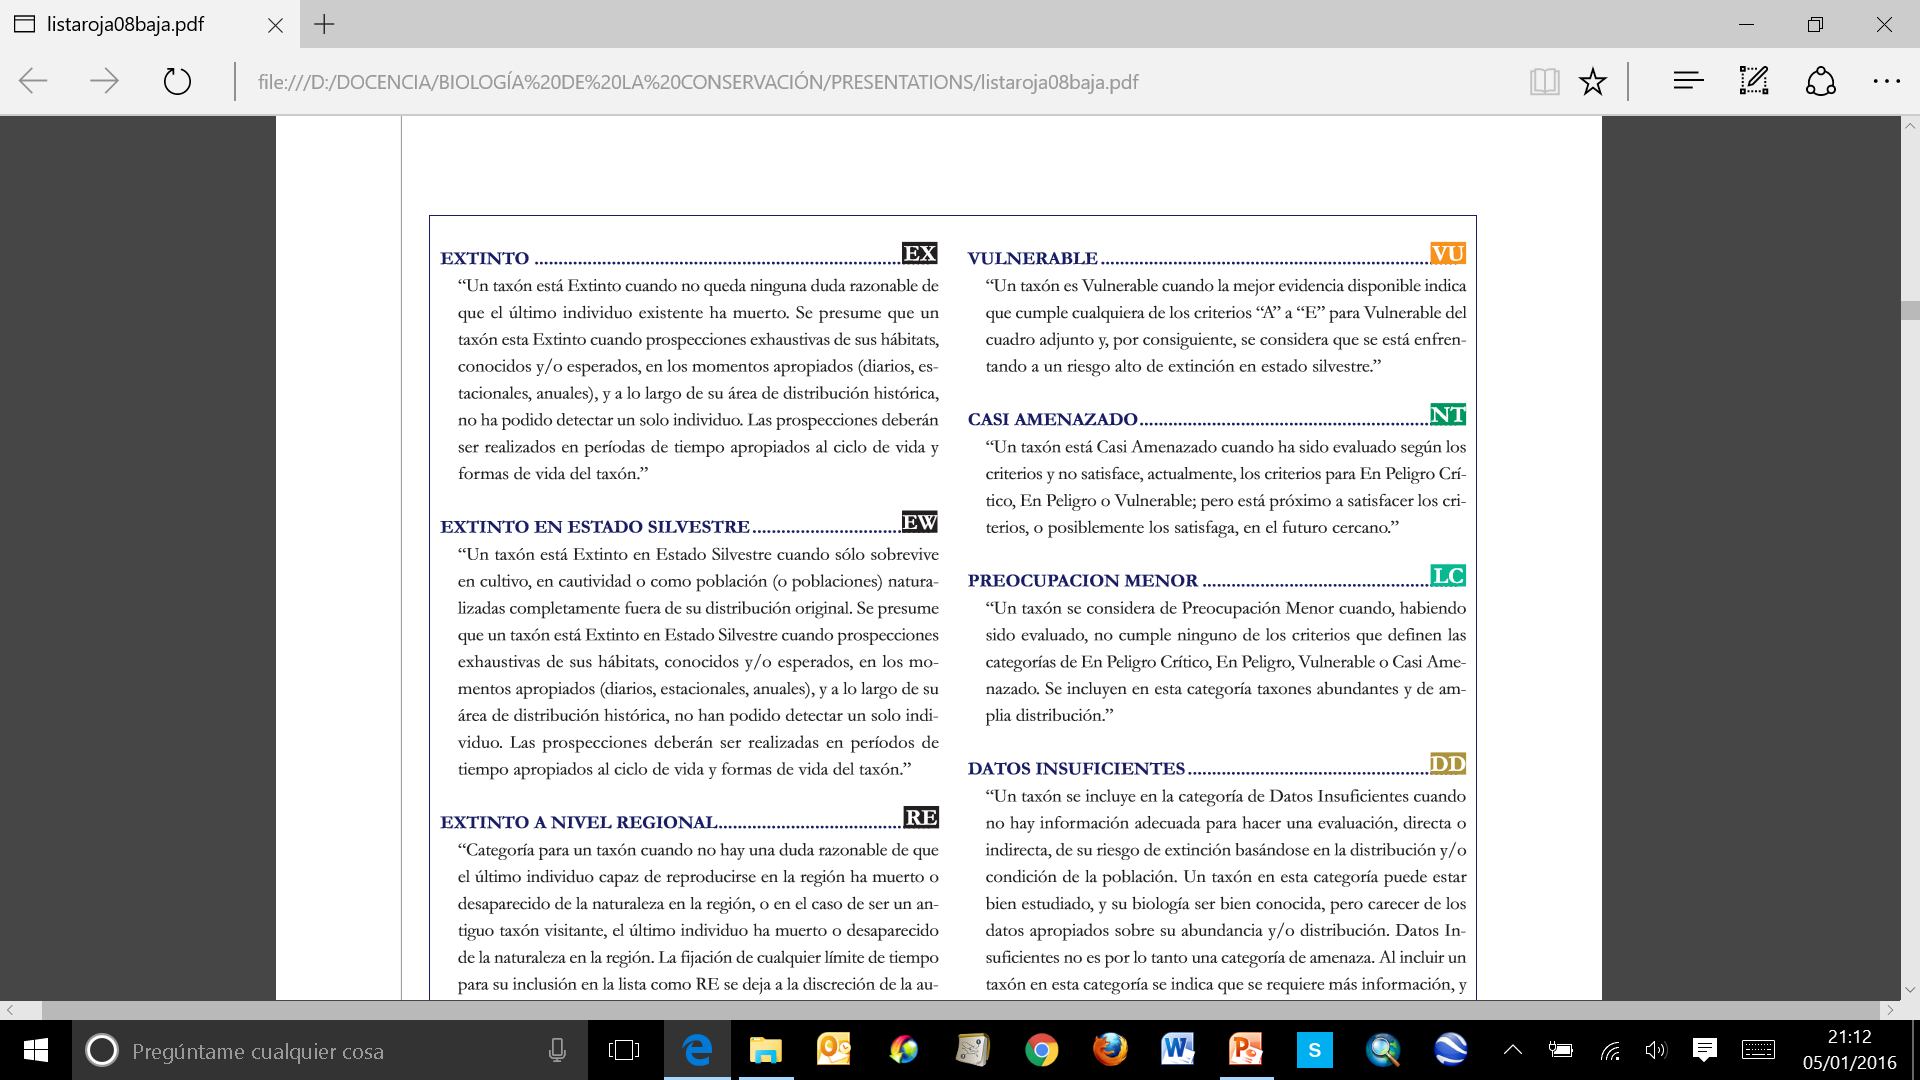 listaroja08baja.pdf
file:///D:/DOCENCIA/BIOLOGÍA%20DE%20LA%20CONSERVACIÓN/PRESENTATIONS/listaroja08baja.pdf
EXTINTO ............................................................................ EX
“Un taxón está Extinto cuando no queda ninguna duda razonable de
que el último individuo existente ha muerto. Se presume que un
taxón esta Extinto cuando prospecciones exhaustivas de sus hábitats,
conocidos y/o esperados, en los momentos apropiados (diarios, es-
tacionales, anuales), y a lo largo de su área de distribución histórica,
no ha podido detectar un solo individuo. Las prospecciones deberán
ser realizados en períodas de tiempo apropiados al ciclo de vida y
formas de vida del taxón.”
EXTINTO EN ESTADO SILVESTRE ............................... EW
“Un taxón está Extinto en Estado Silvestre cuando sólo sobrevive
en cultivo, en cautividad o como población (o poblaciones) natura-
lizadas completamente fuera de su distribución original. Se presume
que un taxón está Extinto en Estado Silvestre cuando prospecciones
exhaustivas de sus hábitats, conocidos y/o esperados, en los mo-
mentos apropiados (diarios, estacionales, anuales), y a lo largo de su
área de distribución histórica, no han podido detectar un solo indi-
viduo. Las prospecciones deberán ser realizadas en períodos de
tiempo apropiados al ciclo de vida y formas de vida del taxón.”
EXTINTO A NIVEL REGIONAL...................................... RE
“Categoría para un taxón cuando no hay una duda razonable de que
el último individuo capaz de reproducirse en la región ha muerto o
desaparecido de la naturaleza en la región, o en el caso de ser un an-
tiguo taxón visitante, el último individuo ha muerto o desaparecido
de la naturaleza en la región. La fijación de cualquier límite de tiempo
para su inclusión en la lista como RE se deja a la discreción de la au-
VULNERABLE .................................................................... VU
“Un taxón es Vulnerable cuando la mejor evidencia disponible indica
que cumple cualquiera de los criterios “A” a “E” para Vulnerable del
cuadro adjunto y, por consiguiente, se considera que se está enfren-
tando a un riesgo alto de extinción en estado silvestre.”
CASI AMENAZADO............................................................ NT
“Un taxón está Casi Amenazado cuando ha sido evaluado según los
criterios y no satisface, actualmente, los criterios para En Peligro Crí-
tico, En Peligro o Vulnerable; pero está próximo a satisfacer los cri-
terios, o posiblemente los satisfaga, en el futuro cercano.”
PREOCUPACION MENOR ............................................... LC
“Un taxón se considera de Preocupación Menor cuando, habiendo
sido evaluado, no cumple ninguno de los criterios que definen las
categorías de En Peligro Crítico, En Peligro, Vulnerable o Casi Ame-
nazado. Se incluyen en esta categoría taxones abundantes y de am-
plia distribución.”
DATOS INSUFICIENTES .................................................. DD
“Un taxón se incluye en la categoría de Datos Insuficientes cuando
no hay información adecuada para hacer una evaluación, directa o
indirecta, de su riesgo de extinción basándose en la distribución y/o
condición de la población. Un taxón en esta categoría puede estar
bien estudiado, y su biología ser bien conocida, pero carecer de los
datos apropiados sobre su abundancia y/o distribución. Datos In-
suficientes no es por lo tanto una categoría de amenaza. Al incluir un
taxón en esta categoría se indica que se requiere más información, y
Pregúntame cualquier cosa
21:12
05/01/2016